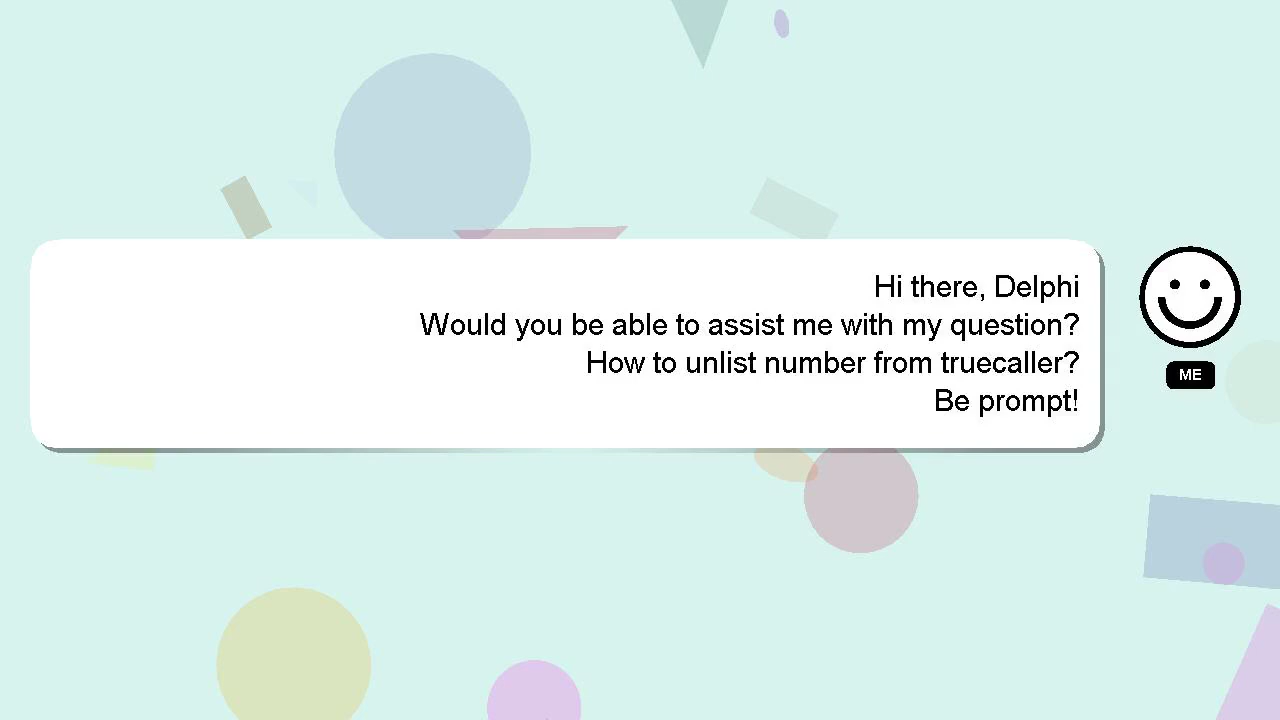 Hi there, Delphi
Would you be able to assist me with my question?
How to unlist number from truecaller?
Be prompt!
ME